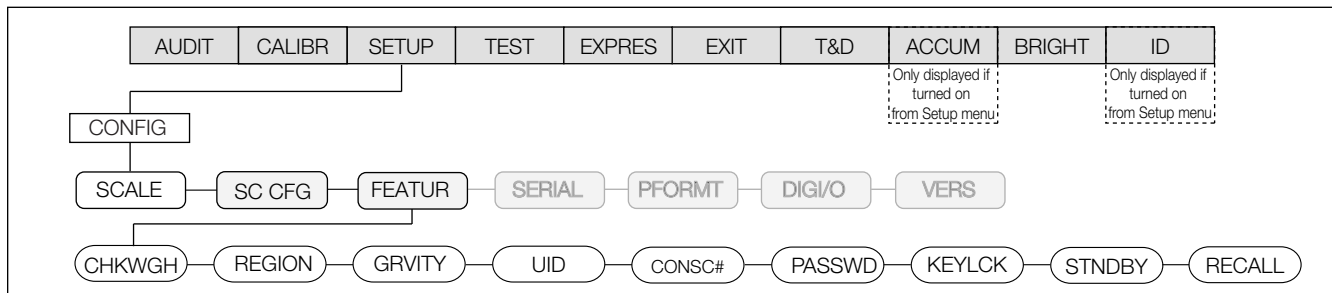 AUDIT CALIBR SETUP TEST EXPRES EXIT T&D ACCUM BRIGHT ID
Only displayed if
turned on
from Setup menu
Only displayed if
turned on
from Setup menu
CONFIG
SCALE SC CFG FEATUR SERIAL PFORMT DIGI/O VERS
CHKWGH REGION GRVITY UID CONSC# PASSWD KEYLCK STNDBY RECALL